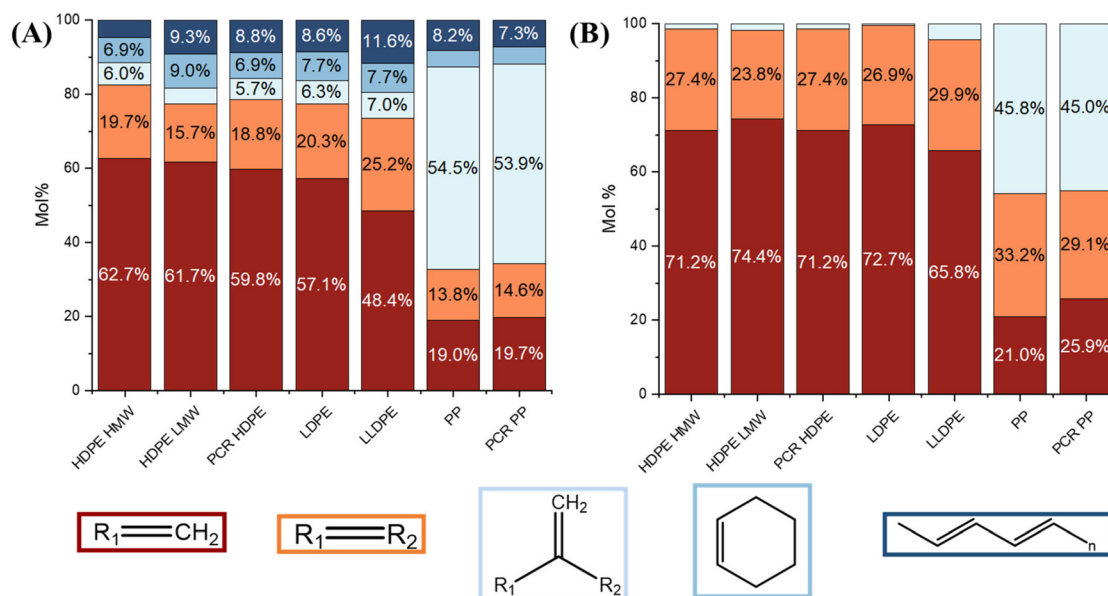 (A)
Mol%
100
80
60
40
20
0
6.9%
6.0%
19.7%
62.7%
9.3%
9.0%
15.7%
61.7%
8.8%
6.9%
5.7%
18.8%
59.8%
8.6%
7.7%
6.3%
20.3%
57.1%
11.6%
7.7%
7.0%
25.2%
48.4%
8.2%
54.5%
13.8%
19.0%
7.3%
53.9%
14.6%
19.7%
HDPE HMW
HDPE LMW
PCR HDPE
LDPE
LLDPE
PP
PCR PP
(B)
Mol %
100
80
60
40
20
0
27.4%
71.2%
23.8%
74.4%
27.4%
71.2%
26.9%
72.7%
29.9%
65.8%
45.8%
33.2%
21.0%
45.0%
29.1%
25.9%
HDPE HMW
HDPE LMW
PCR HDPE
LDPE
LLDPE
PP
PCR PP
R₁ CH₂
R₁ R₂
CH₂
R₁ R₂
n